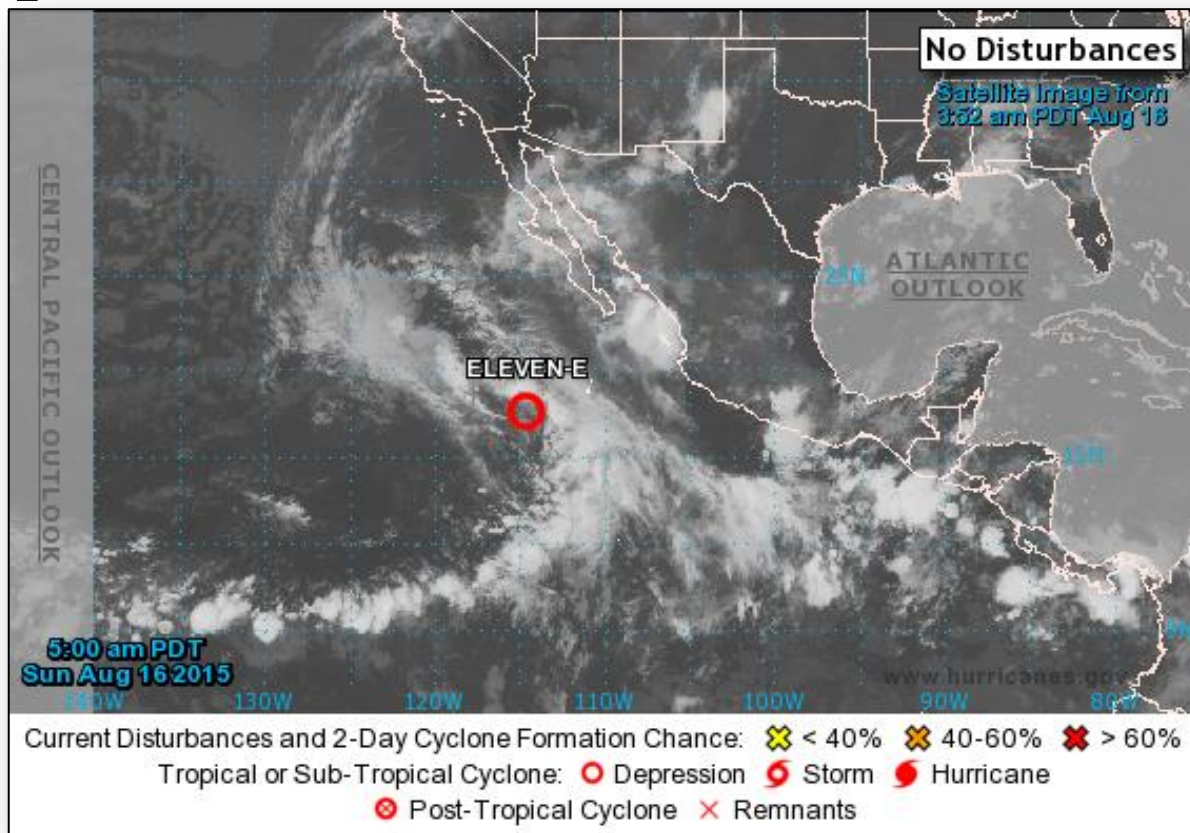 No Disturbances
Satellite Image from
3:52 am PDT Aug 16
CENTRAL PACIFIC OUTLOOK
ATLANTIC
OUTLOOK
25N
ELEVEN-E
15N
5N
5:00 am PDT
Sun Aug 16 2015
www.hurricanes.gov
140W 130W 120W 110W 100W 90W 80W
Current Disturbances and 2-Day Cyclone Formation Chance: < 40% 40-60% > 60%
Tropical or Sub-Tropical Cyclone: Depression Storm Hurricane
Post-Tropical Cyclone Remnants